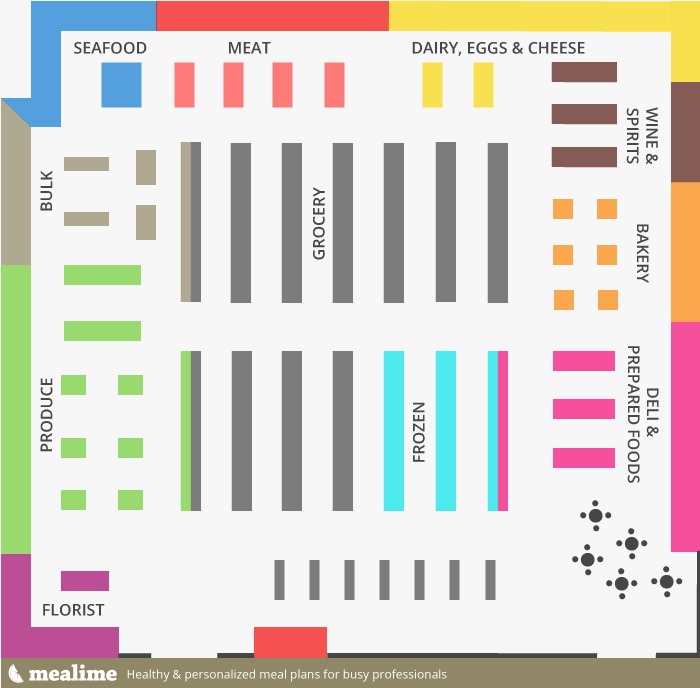 SEAFOOD
MEAT
DAIRY, EGGS & CHEESE
WINE &
SPIRITS
BULK
GROCERY
BAKERY
PRODUCE
FROZEN
DELI &
PREPARED FOODS
FLORIST
mealime
Healthy & personalized meal plans for busy professionals